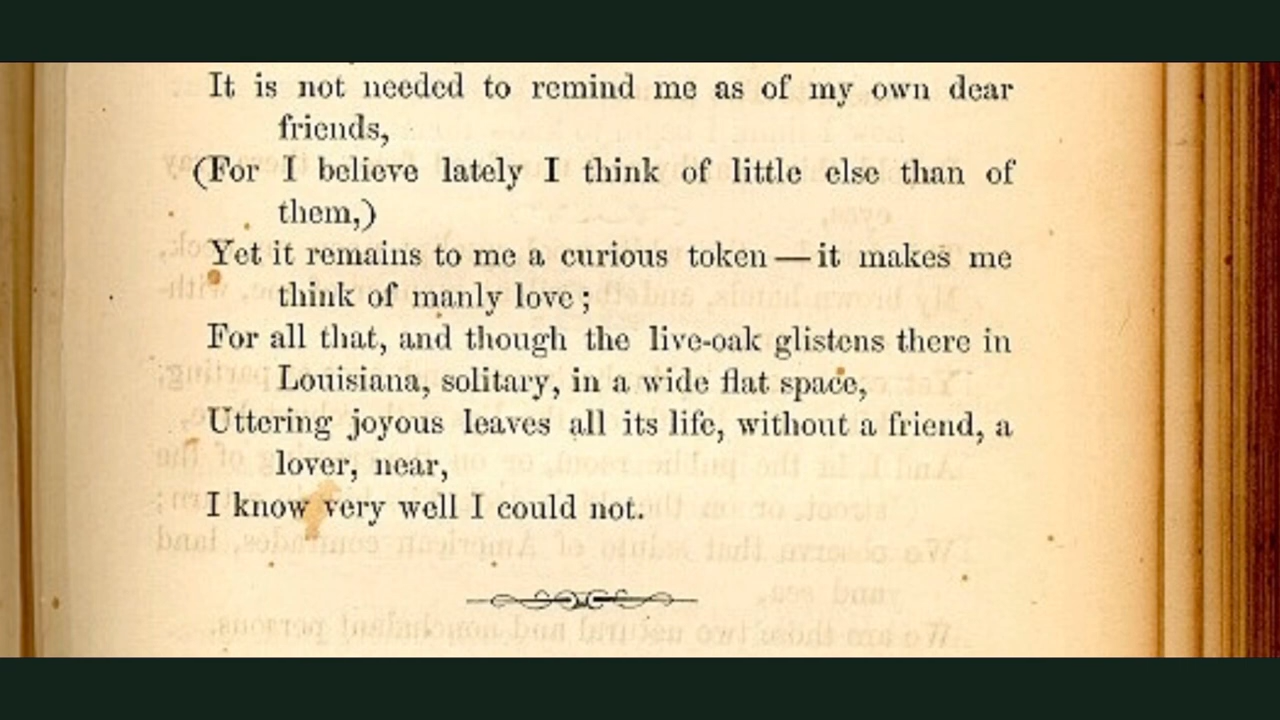 It is not needed to remind me as of my own dear
friends,
(For I believe lately I think of little else than of
them,)
Yet it remains to me a curious token — it makes me
think of manly love ;
For all that, and though the live-oak glistens there in
Louisiana, solitary, in a wide flat space,
Uttering joyous leaves all its life, without a friend, a
lover, near,
I know very well I could not.